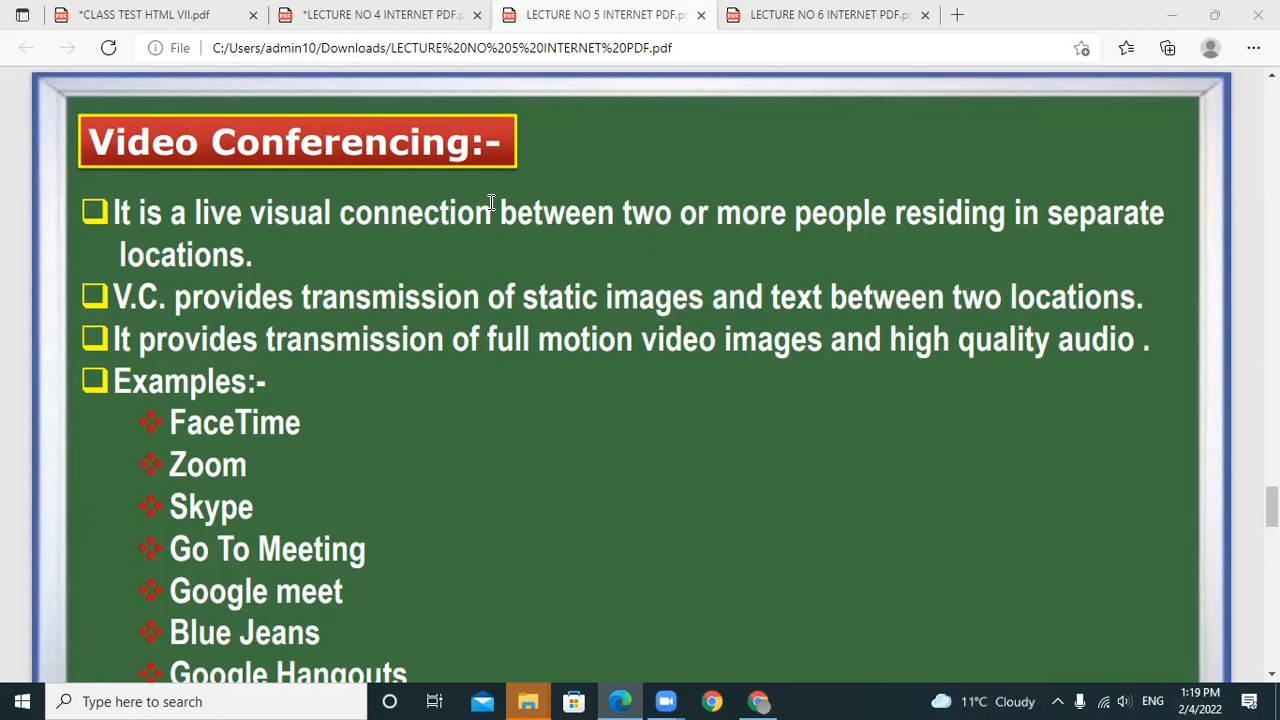 *CLASS TEST HTML VII.pdf
*LECTURE NO 4 INTERNET PDF.p
LECTURE NO 5 INTERNET PDF.p
LECTURE NO 6 INTERNET PDF.p
File
C:/Users/admin10/Downloads/LECTURE%20NO%205%20INTERNET%20PDF.pdf
Video Conferencing:-
It is a live visual connection between two or more people residing in separate
locations.
V.C. provides transmission of static images and text between two locations.
It provides transmission of full motion video images and high quality audio .
Examples:-
FaceTime
Zoom
Skype
Go To Meeting
Google meet
Blue Jeans
Google Hangouts
Type here to search
11°C Cloudy
ENG
1:19 PM
2/4/2022